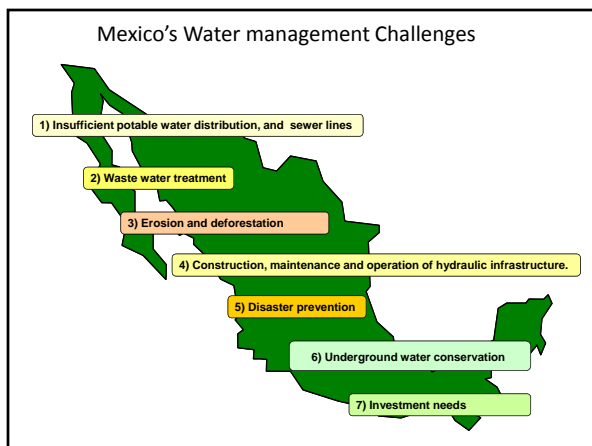 Mexico's Water management Challenges
1) Insufficient potable water distribution, and sewer lines
2) Waste water treatment
3) Erosion and deforestation
4) Construction, maintenance and operation of hydraulic infrastructure.
5) Disaster prevention
6) Underground water conservation
7) Investment needs